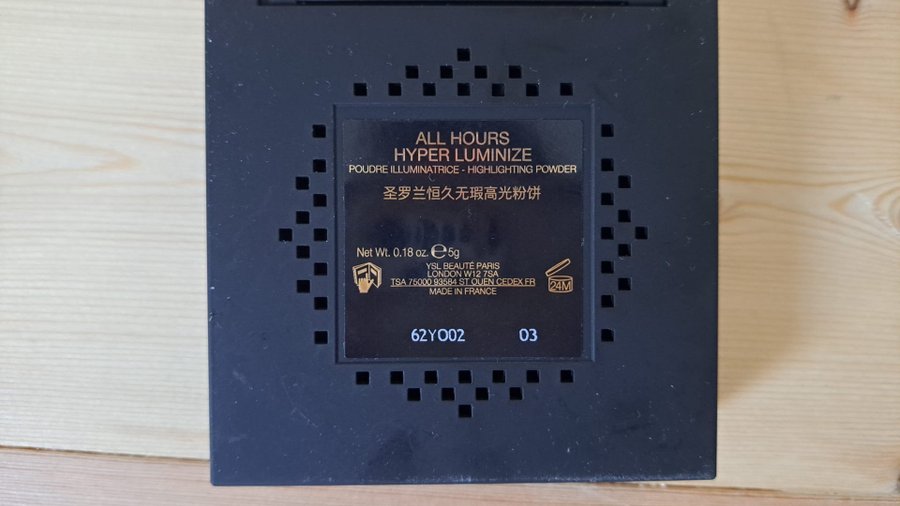 ALL HOURS
HYPER LUMINIZE
POUDRE ILLUMINATRICE - HIGHLIGHTING POWDER
圣罗兰恒久无瑕高光粉饼
Net Wt. 0.18 oz. ℮ 5g
YSL BEAUTÉ PARIS
LONDON W12 7SA
TSA 75000 93584 ST OUEN CEDEX FR
MADE IN FRANCE
24M
62Y002 03